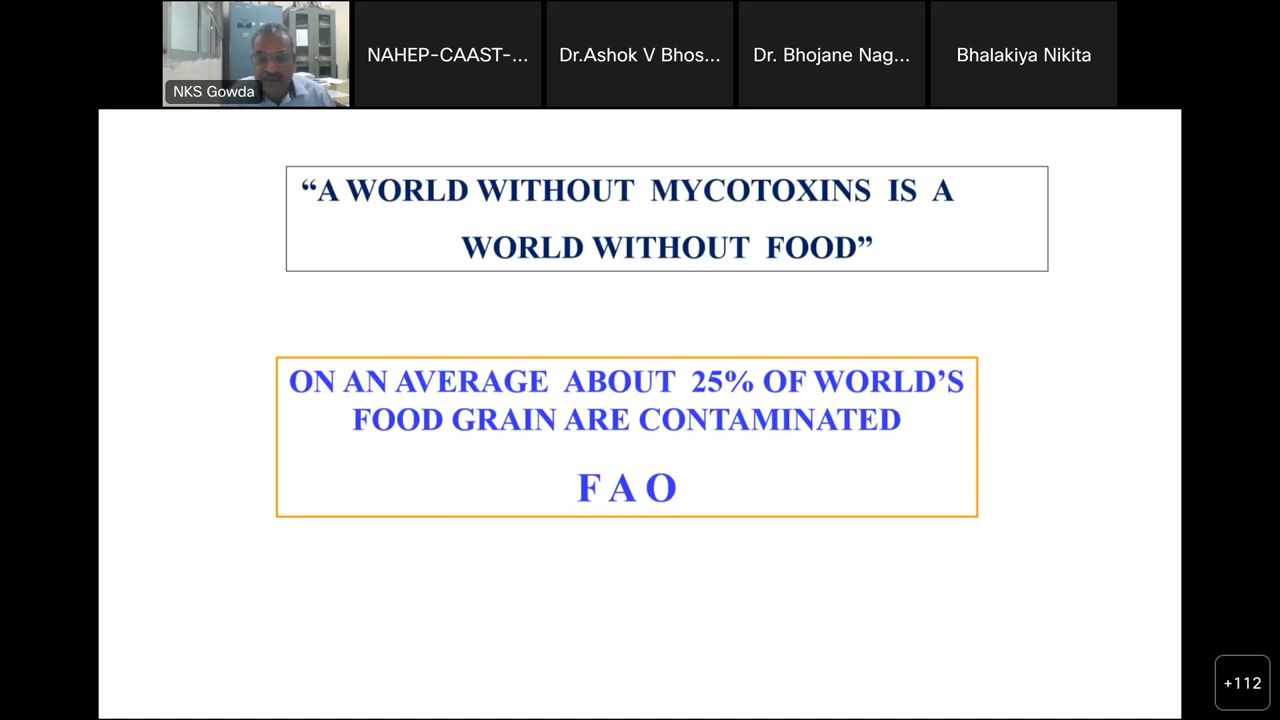 NKS Gowda
NAHEP-CAAST-...
Dr.Ashok V Bhos...
Dr. Bhojane Nag...
Bhalakiya Nikita
“A WORLD WITHOUT MYCOTOXINS IS A
WORLD WITHOUT FOOD”
ON AN AVERAGE ABOUT 25% OF WORLD’S
FOOD GRAIN ARE CONTAMINATED
F A O
+112